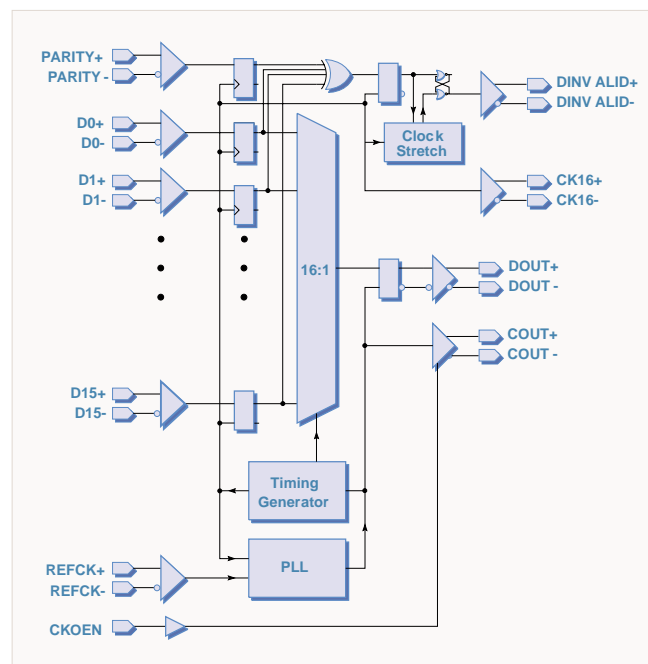 PARITY+
PARITY -
D0+
D0-
D1+
D1-
D15+
D15-
REFCK+
REFCK-
CKOEN
16:1
Clock
Stretch
Timing
Generator
PLL
DINV ALID+
DINV ALID-
CK16+
CK16-
DOUT+
DOUT -
COUT+
COUT -